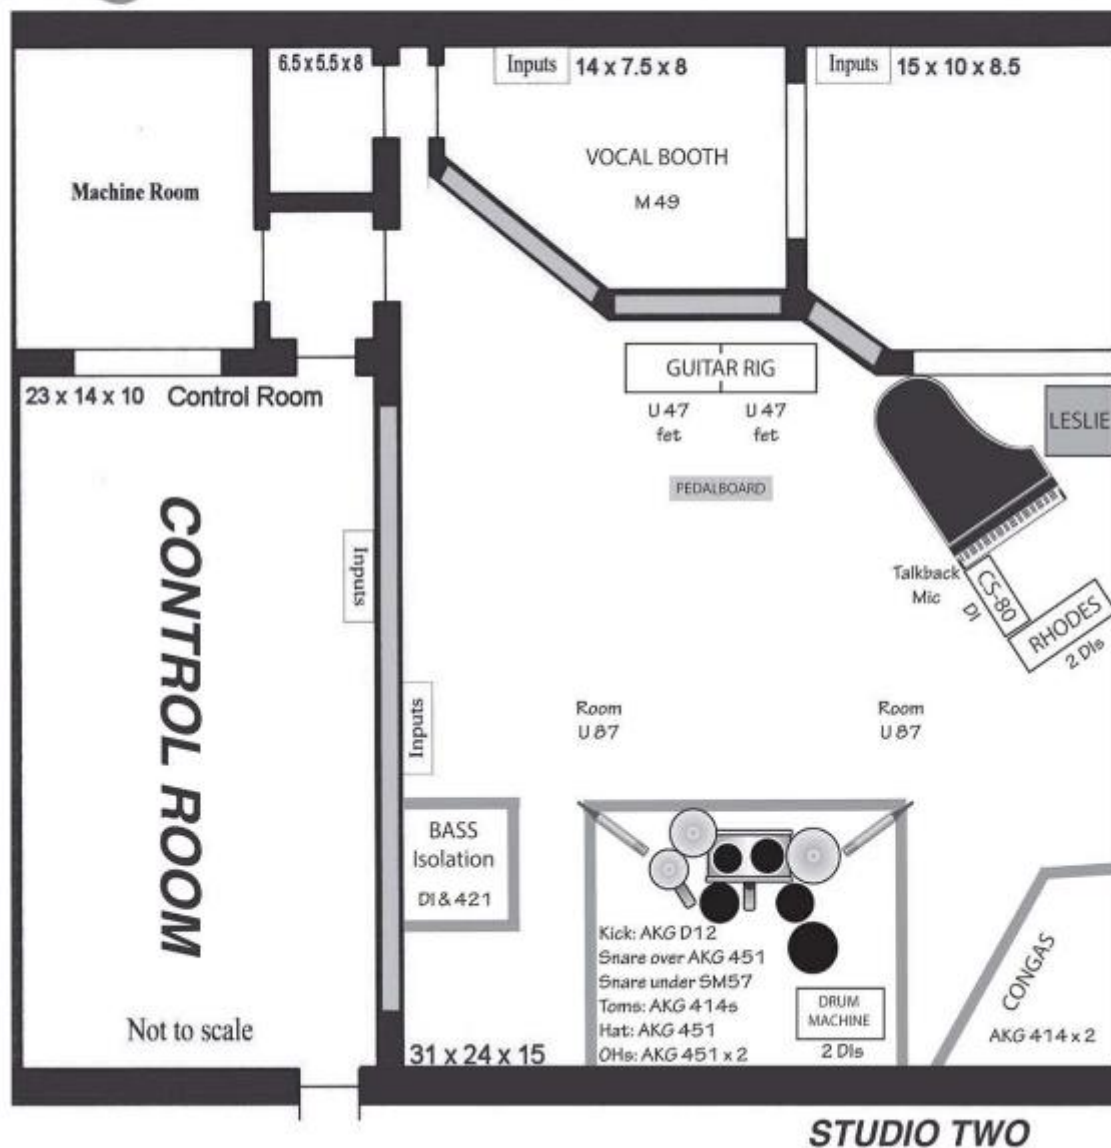 6.5 x 5.5 x 8
Inputs
14 x 7.5 x 8
Inputs
15 x 10 x 8.5
VOCAL BOOTH
M 49
Machine Room
GUITAR RIG
U 47
fet
U 47
fet
23 x 14 x 10
Control Room
LESLIE
PEDALBOARD
CONTROL ROOM
Inputs
Talkback
Mic
DI
CS-80
RHODES
2 DIs
Inputs
Room
U 87
Room
U 87
BASS
Isolation
DI & 421
Kick: AKG D12
Snare over AKG 451
Snare under SM57
Toms: AKG 414s
Hat: AKG 451
OHs: AKG 451 x 2
DRUM
MACHINE
2 DIs
CONGAS
AKG 414 x 2
Not to scale
31 x 24 x 15
STUDIO TWO